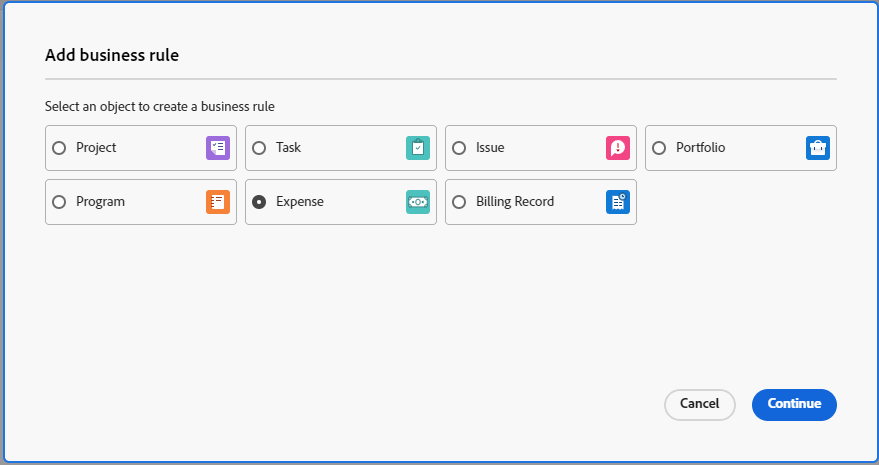 Add business rule
Select an object to create a business rule
Project
Task
Issue
Portfolio
Program
Expense
Billing Record
Cancel
Continue